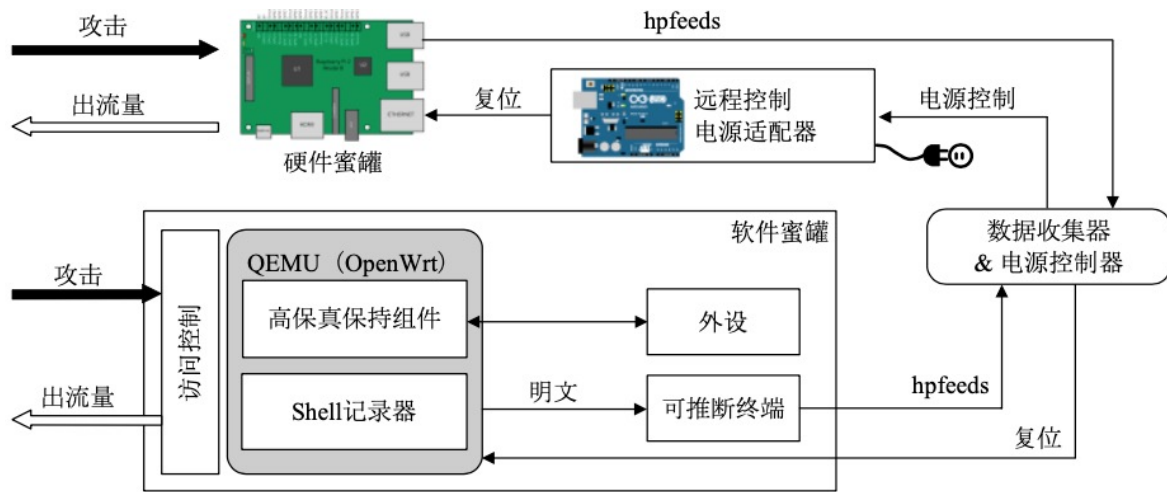 攻击
hpfeeds
出流量
复位
远程控制
电源适配器
电源控制
USB
USB
ETHERNET
硬件蜜罐
数据收集器
& 电源控制器
软件蜜罐
攻击
访问控制
QEMU（OpenWrt）
高保真保持组件
外设
出流量
Shell记录器
明文
可推断终端
hpfeeds
复位